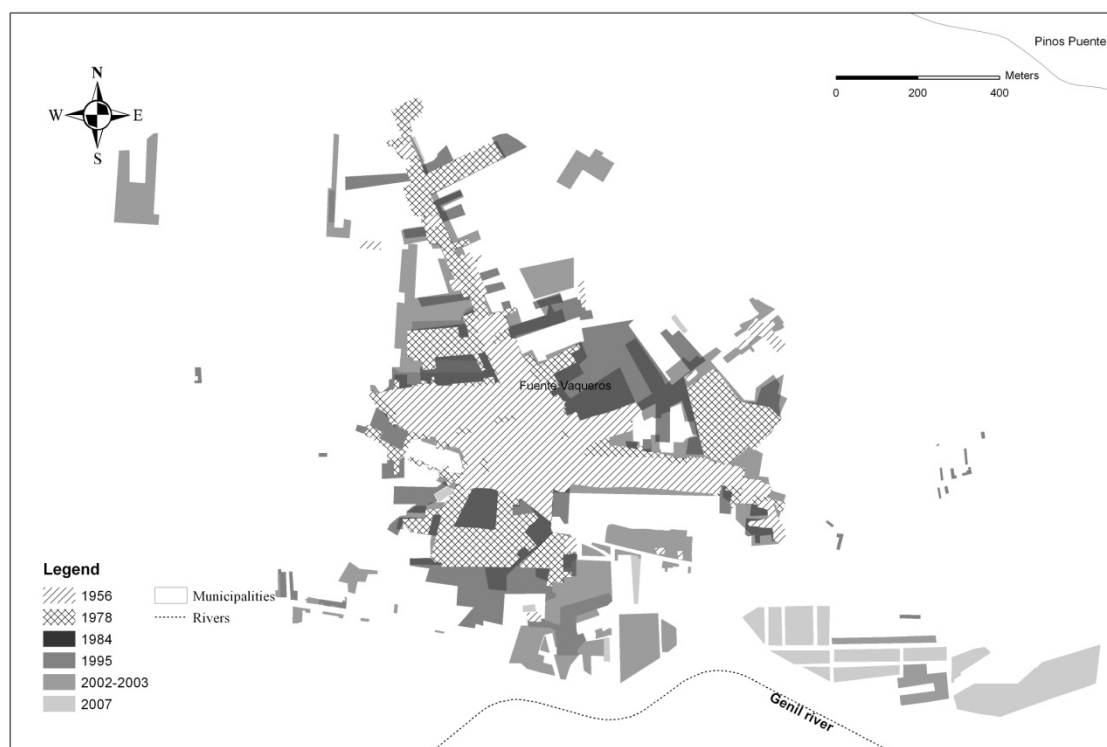 Pinos Puente
Meters
0 200 400
N
W E
S
Fuente Vaqueros
Genil river
Legend
1956
1978
1984
1995
2002-2003
2007
Municipalities
Rivers